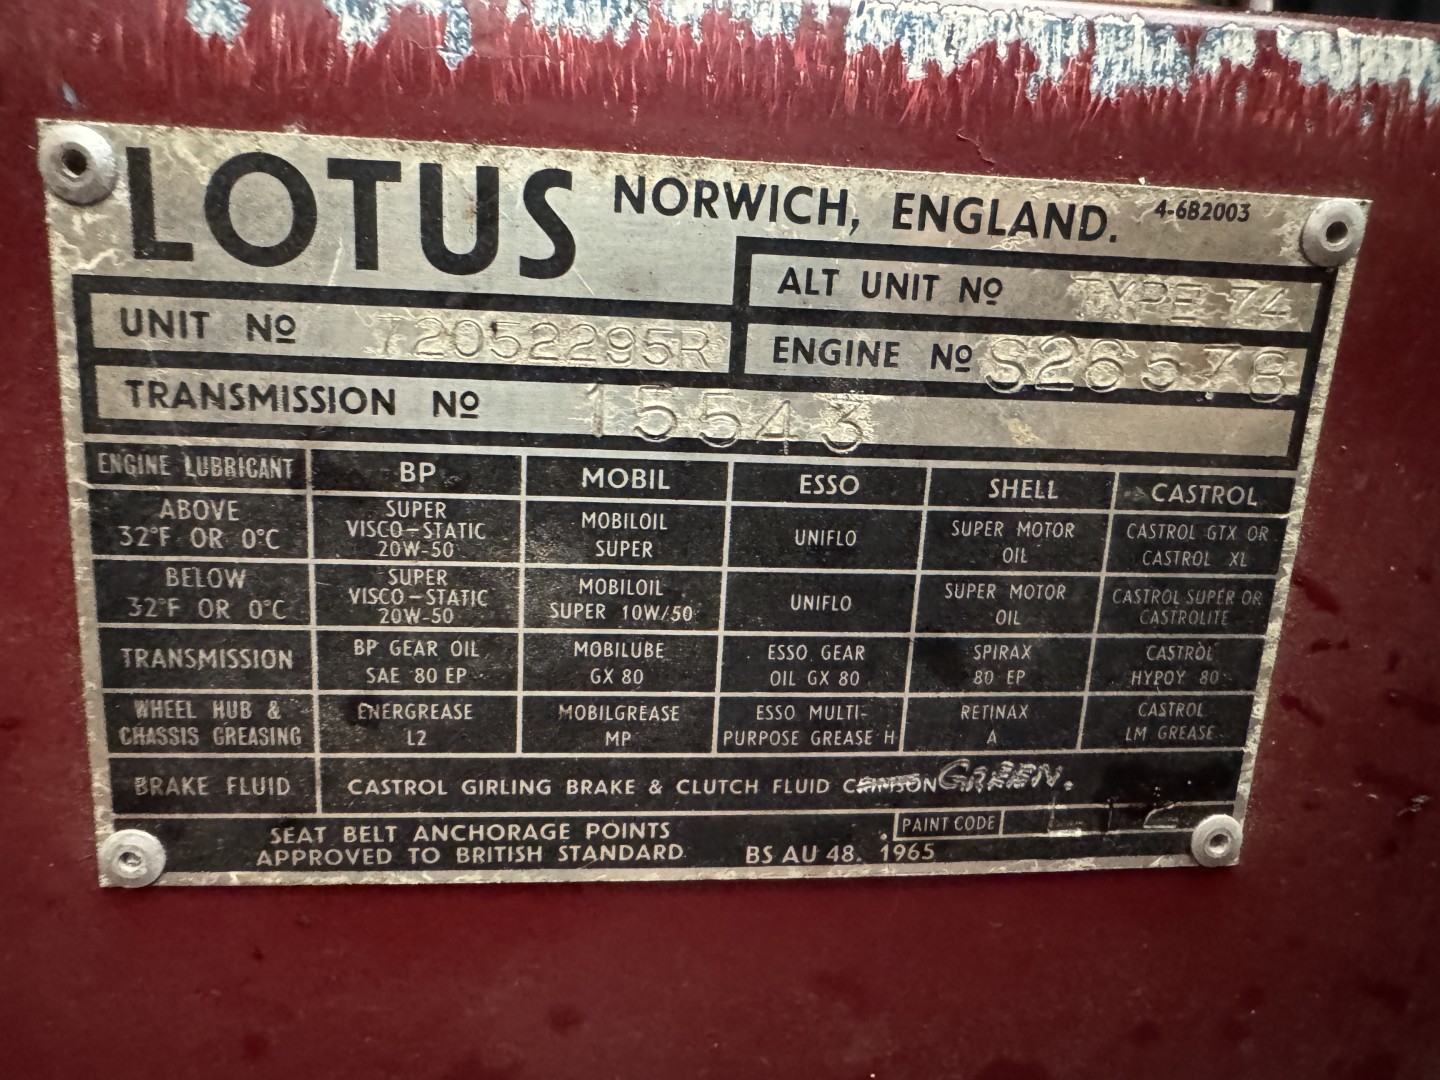 LOTUS NORWICH, ENGLAND. 4-6B2003
ALT UNIT Nº TYPE 74
UNIT Nº 72052295R
ENGINE Nº S26578
TRANSMISSION Nº 15543
ENGINE LUBRICANT BP MOBIL ESSO SHELL CASTROL
ABOVE
32°F OR 0°C
SUPER
VISCO-STATIC
20W-50
MOBILOIL
SUPER
UNIFLO
SUPER MOTOR
OIL
CASTROL GTX OR
CASTROL XL
BELOW
32°F OR 0°C
SUPER
VISCO-STATIC
20W-50
MOBILOIL
SUPER 10W/50
UNIFLO
SUPER MOTOR
OIL
CASTROL SUPER OR
CASTROLITE
TRANSMISSION
BP GEAR OIL
SAE 80 EP
MOBILUBE
GX 80
ESSO GEAR
OIL GX 80
SPIRAX
80 EP
CASTROL
HYPOY 80
WHEEL HUB &
CHASSIS GREASING
ENERGREASE
L2
MOBILGREASE
MP
ESSO MULTI-
PURPOSE GREASE H
RETINAX
A
CASTROL
LM GREASE
BRAKE FLUID CASTROL GIRLING BRAKE & CLUTCH FLUID CRIMSON GREEN.
SEAT BELT ANCHORAGE POINTS
APPROVED TO BRITISH STANDARD BS AU 48. 1965
PAINT CODE L12